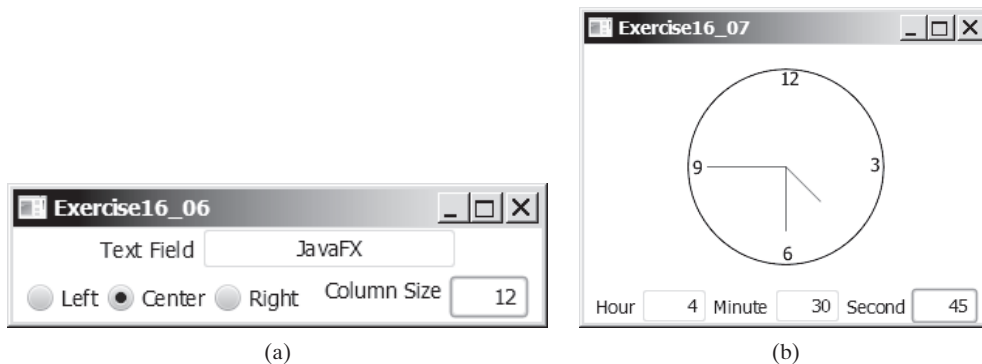 Exercise16_06
Text Field JavaFX
Left Center Right Column Size 12
(a)
Exercise16_07
12
9 3
6
Hour 4 Minute 30 Second 45
(b)